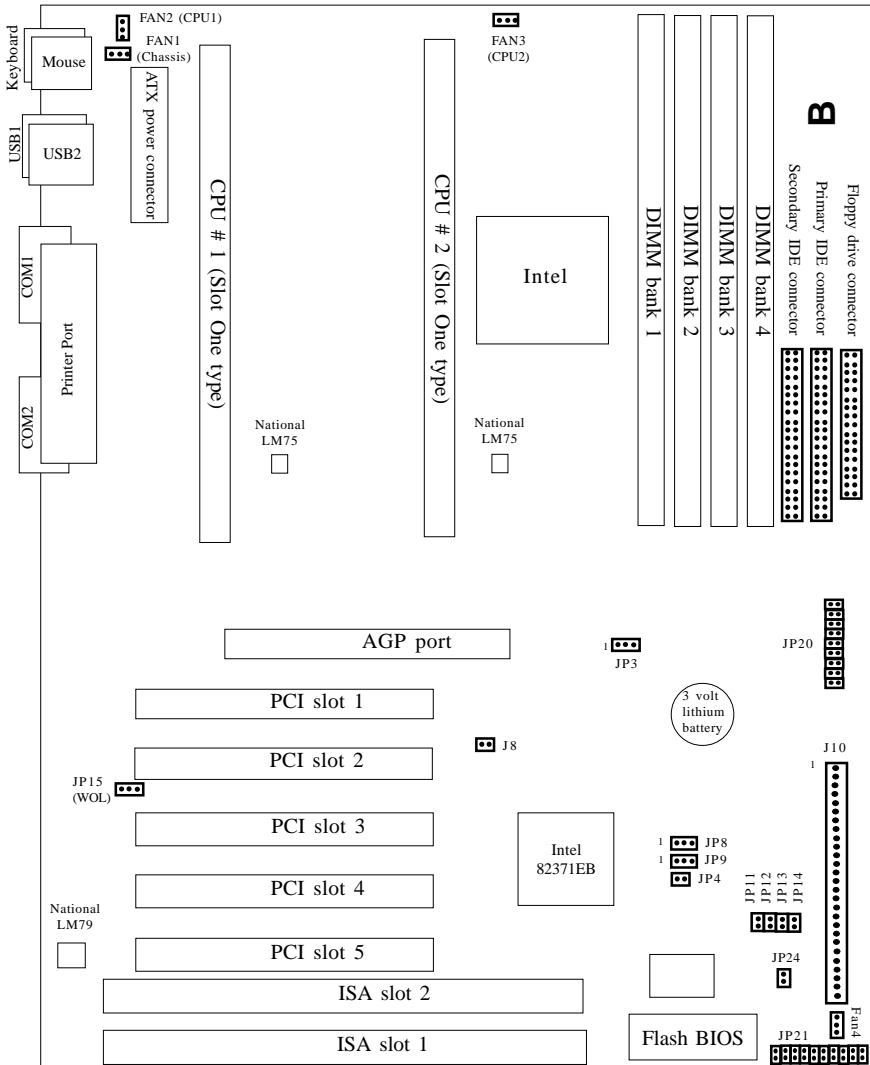 FAN2 (CPU1)
FAN1
(Chassis)
FAN3
(CPU2)
Keyboard
Mouse
USB1
USB2
ATX power connector
COM1
COM2
Printer Port
CPU # 1 (Slot One type)
CPU # 2 (Slot One type)
Intel
National
LM75
National
LM75
DIMM bank 1
DIMM bank 2
DIMM bank 3
DIMM bank 4
B
Secondary IDE connector
Primary IDE connector
Floppy drive connector
AGP port
1
JP3
JP20
PCI slot 1
3 volt
lithium
battery
J8
PCI slot 2
J10
1
JP15
(WOL)
PCI slot 3
Intel
82371EB
1
JP8
1
JP9
JP4
PCI slot 4
JP11
JP12
JP13
JP14
National
LM79
PCI slot 5
JP24
ISA slot 2
Fan4
Flash BIOS
JP21
ISA slot 1